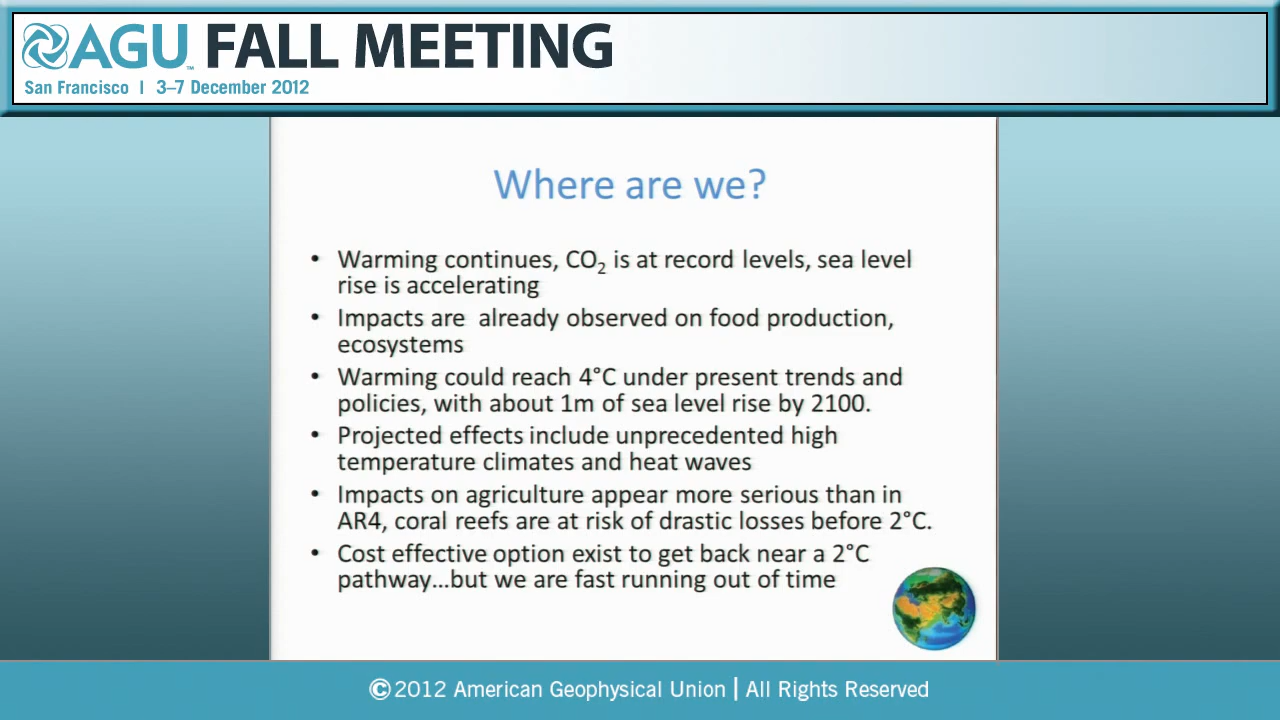 AGU™ FALL MEETING
San Francisco | 3–7 December 2012
Where are we?
• Warming continues, CO₂ is at record levels, sea level
rise is accelerating
• Impacts are already observed on food production,
ecosystems
• Warming could reach 4°C under present trends and
policies, with about 1m of sea level rise by 2100.
• Projected effects include unprecedented high
temperature climates and heat waves
• Impacts on agriculture appear more serious than in
AR4, coral reefs are at risk of drastic losses before 2°C.
• Cost effective option exist to get back near a 2°C
pathway...but we are fast running out of time
©2012 American Geophysical Union | All Rights Reserved